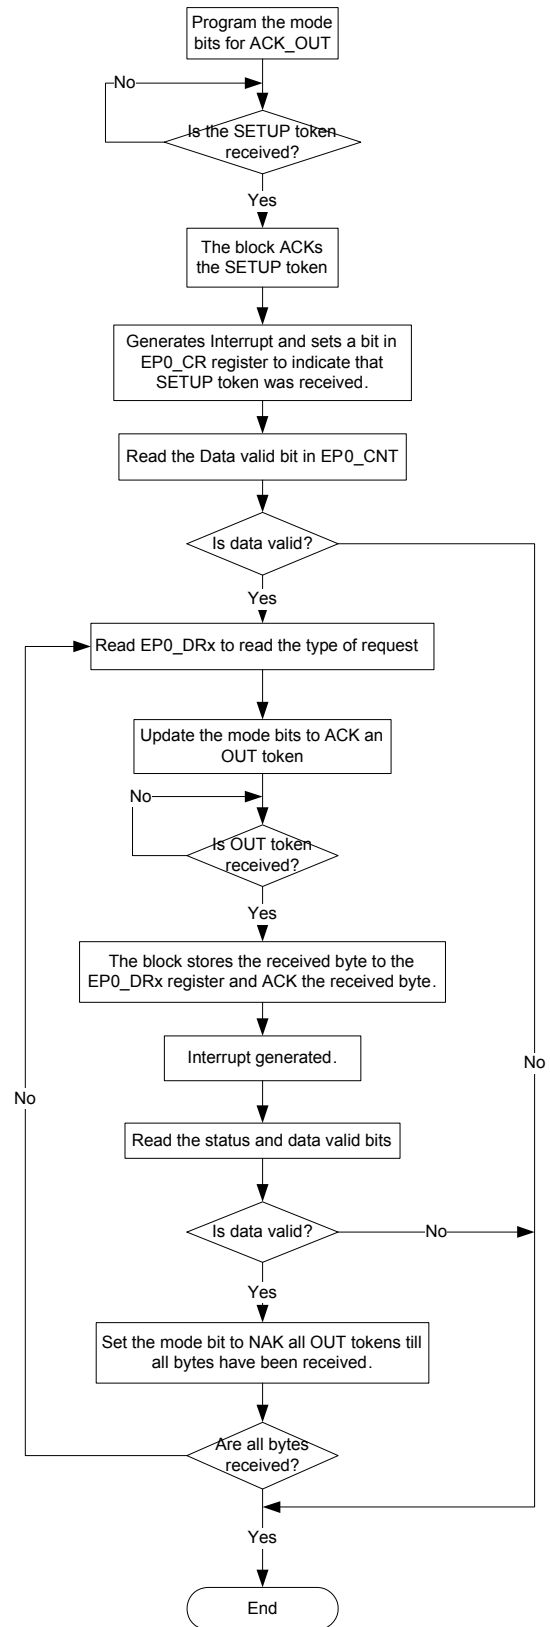 Program the mode
bits for ACK_OUT
No
Is the SETUP token
received?
Yes
The block ACKs
the SETUP token
Generates Interrupt and sets a bit in
EP0_CR register to indicate that
SETUP token was received.
Read the Data valid bit in EP0_CNT
Is data valid?
Yes
Read EP0_DRx to read the type of request
Update the mode bits to ACK an
OUT token
No
Is OUT token
received?
Yes
The block stores the received byte to the
EP0_DRx register and ACK the received byte.
Interrupt generated.
No
No
Read the status and data valid bits
Is data valid?
No
Yes
Set the mode bit to NAK all OUT tokens till
all bytes have been received.
Are all bytes
received?
Yes
End